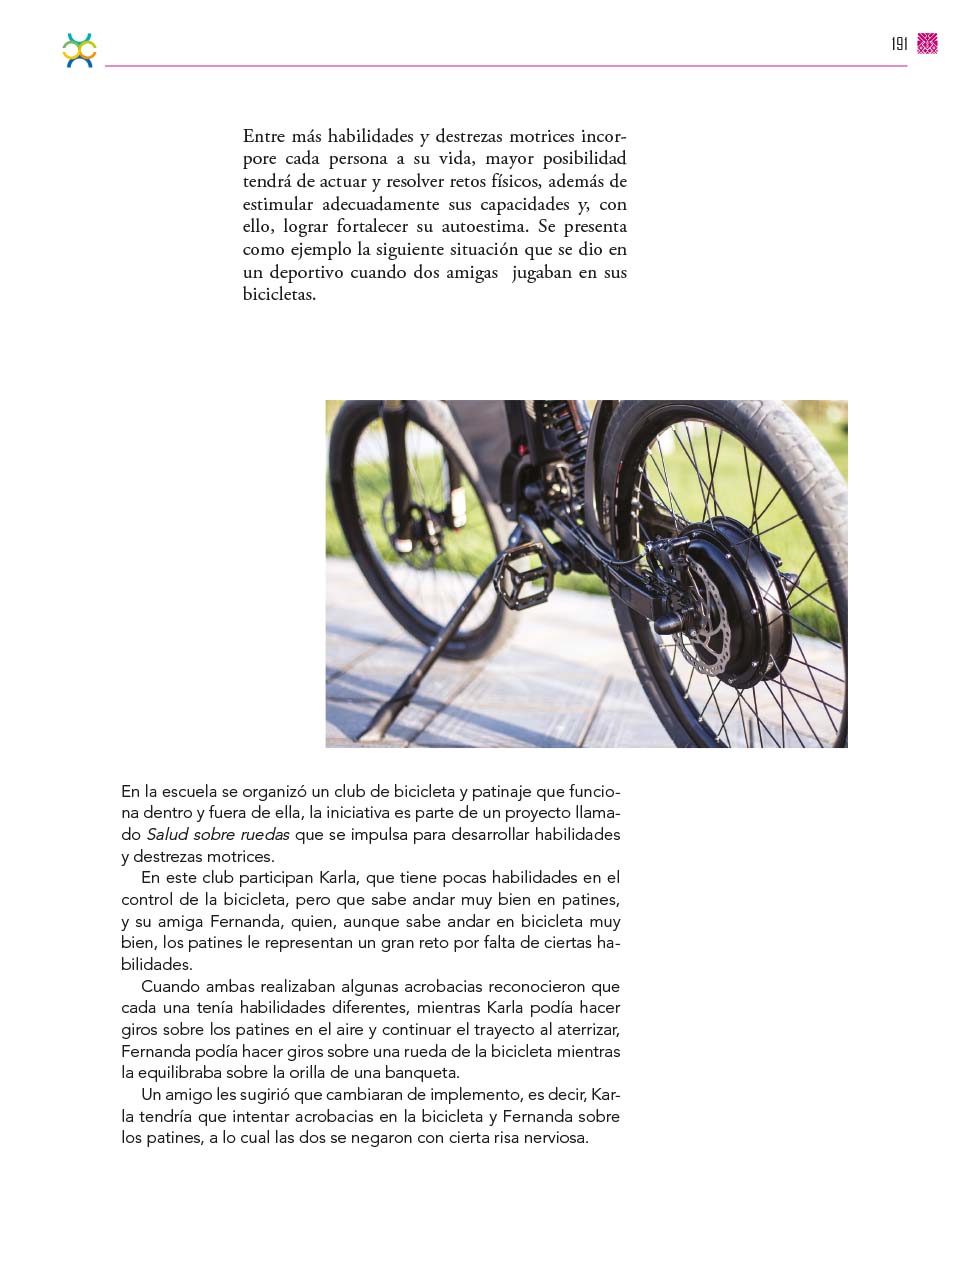 191
Entre más habilidades y destrezas motrices incor-
pore cada persona a su vida, mayor posibilidad
tendrá de actuar y resolver retos físicos, además de
estimular adecuadamente sus capacidades y, con
ello, lograr fortalecer su autoestima. Se presenta
como ejemplo la siguiente situación que se dio en
un deportivo cuando dos amigas jugaban en sus
bicicletas.
En la escuela se organizó un club de bicicleta y patinaje que funcio-
na dentro y fuera de ella, la iniciativa es parte de un proyecto llama-
do Salud sobre ruedas que se impulsa para desarrollar habilidades
y destrezas motrices.
En este club participan Karla, que tiene pocas habilidades en el
control de la bicicleta, pero que sabe andar muy bien en patines,
y su amiga Fernanda, quien, aunque sabe andar en bicicleta muy
bien, los patines le representan un gran reto por falta de ciertas ha-
bilidades.
Cuando ambas realizaban algunas acrobacias reconocieron que
cada una tenía habilidades diferentes, mientras Karla podía hacer
giros sobre los patines en el aire y continuar el trayecto al aterrizar,
Fernanda podía hacer giros sobre una rueda de la bicicleta mientras
la equilibraba sobre la orilla de una banqueta.
Un amigo les sugirió que cambiaran de implemento, es decir, Kar-
la tendría que intentar acrobacias en la bicicleta y Fernanda sobre
los patines, a lo cual las dos se negaron con cierta risa nerviosa.